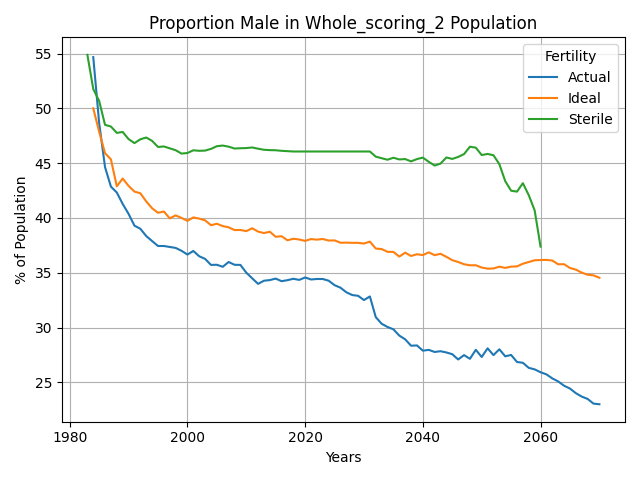 Proportion Male in Whole_scoring_2 Population
Fertility
Actual
Ideal
Sterile
% of Population
55
50
45
40
35
30
25
1980
2000
2020
2040
2060
Years